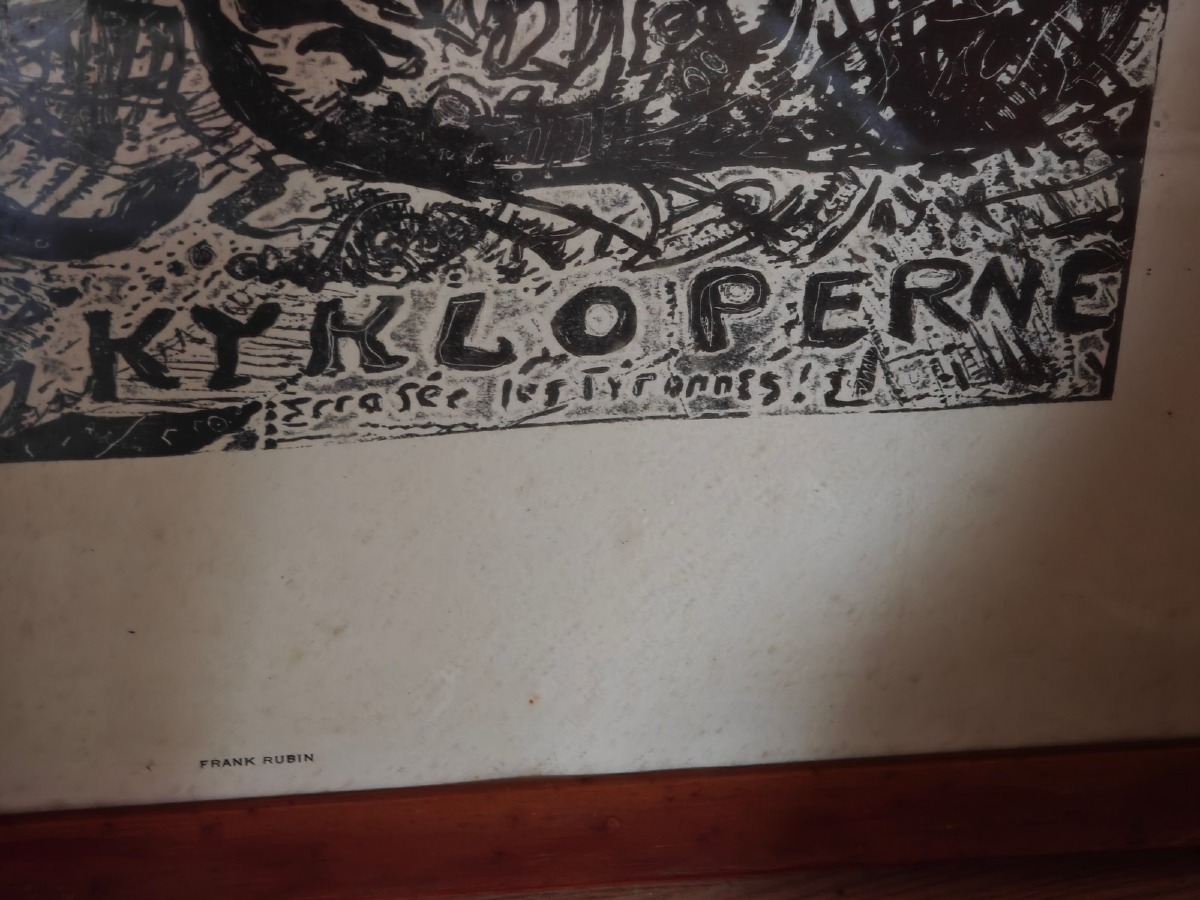 KYKLOPERNE
Errasée les Tyrannes!
FRANK RUBIN